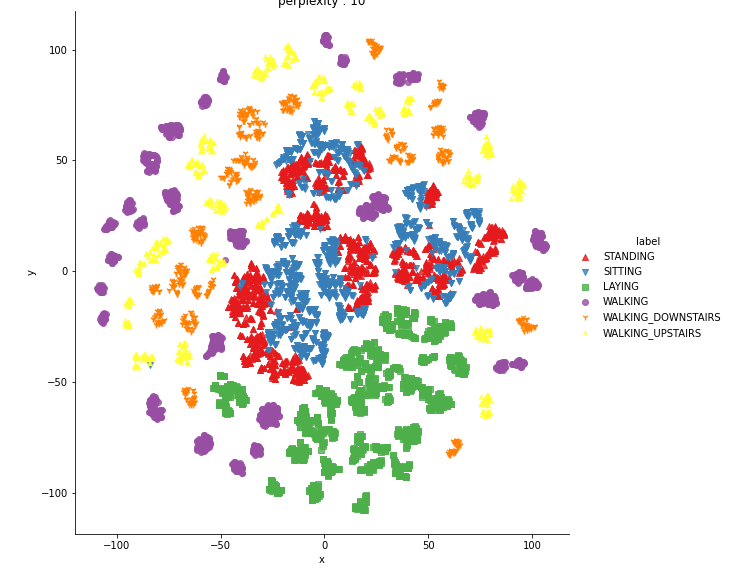 perplexity : 10
100
50
0
−50
−100
y
−100
−50
0
50
100
x
label
STANDING
SITTING
LAYING
WALKING
WALKING_DOWNSTAIRS
WALKING_UPSTAIRS